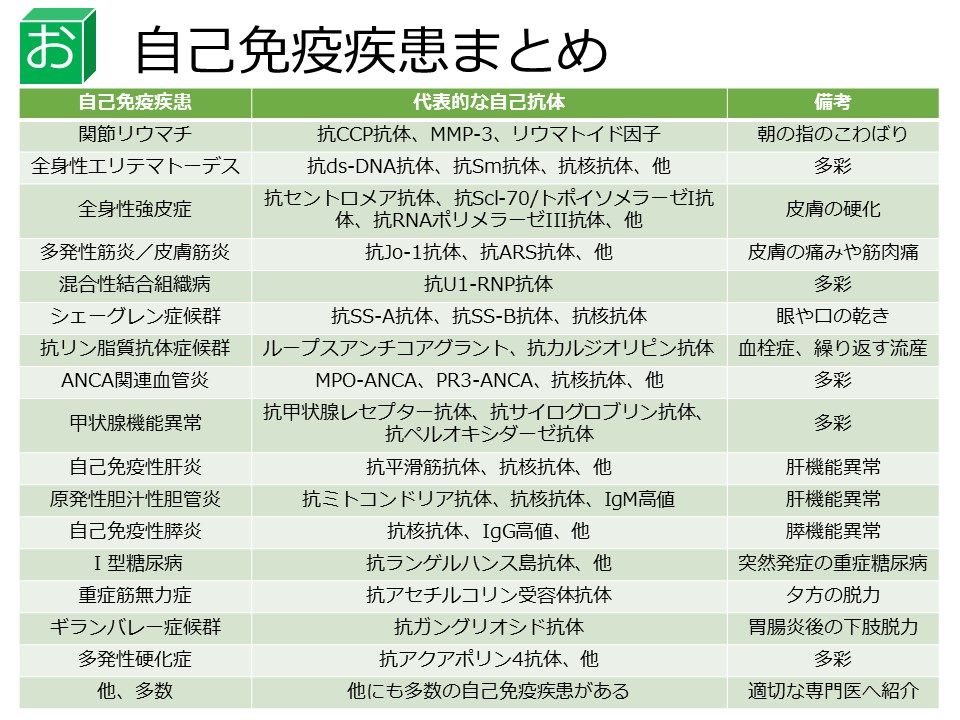 お
自己免疫疾患まとめ
自己免疫疾患 代表的な自己抗体 備考
関節リウマチ 抗CCP抗体、MMP-3、リウマトイド因子 朝の指のこわばり
全身性エリテマトーデス 抗ds-DNA抗体、抗Sm抗体、抗核抗体、他 多彩
全身性強皮症 抗セントロメア抗体、抗Scl-70/トポイソメラーゼI抗
体、抗RNAポリメラーゼIII抗体、他 皮膚の硬化
多発性筋炎／皮膚筋炎 抗Jo-1抗体、抗ARS抗体、他 皮膚の痛みや筋肉痛
混合性結合組織病 抗U1-RNP抗体 多彩
シェーグレン症候群 抗SS-A抗体、抗SS-B抗体、抗核抗体 眼や口の乾き
抗リン脂質抗体症候群 ループスアンチコアグラント、抗カルジオリピン抗体 血栓症、繰り返す流産
ANCA関連血管炎 MPO-ANCA、PR3-ANCA、抗核抗体、他 多彩
甲状腺機能異常 抗甲状腺レセプター抗体、抗サイログロブリン抗体、
抗ペルオキシダーゼ抗体 多彩
自己免疫性肝炎 抗平滑筋抗体、抗核抗体、他 肝機能異常
原発性胆汁性胆管炎 抗ミトコンドリア抗体、抗核抗体、IgM高値 肝機能異常
自己免疫性膵炎 抗核抗体、IgG高値、他 膵機能異常
Ⅰ型糖尿病 抗ランゲルハンス島抗体、他 突然発症の重症糖尿病
重症筋無力症 抗アセチルコリン受容体抗体 夕方の脱力
ギランバレー症候群 抗ガングリオシド抗体 胃腸炎後の下肢脱力
多発性硬化症 抗アクアポリン4抗体、他 多彩
他、多数 他にも多数の自己免疫疾患がある 適切な専門医へ紹介